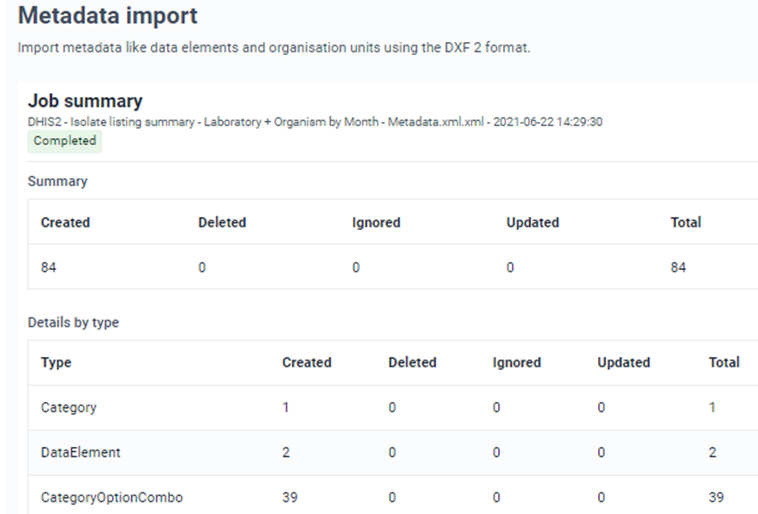 Metadata import
Import metadata like data elements and organisation units using the DXF 2 format.
Job summary
DHIS2 - Isolate listing summary - Laboratory + Organism by Month - Metadata.xml.xml - 2021-06-22 14:29:30
Completed
Summary
Created Deleted Ignored Updated Total
84 0 0 0 84
Details by type
Type Created Deleted Ignored Updated Total
Category 1 0 0 0 1
DataElement 2 0 0 0 2
CategoryOptionCombo 39 0 0 0 39